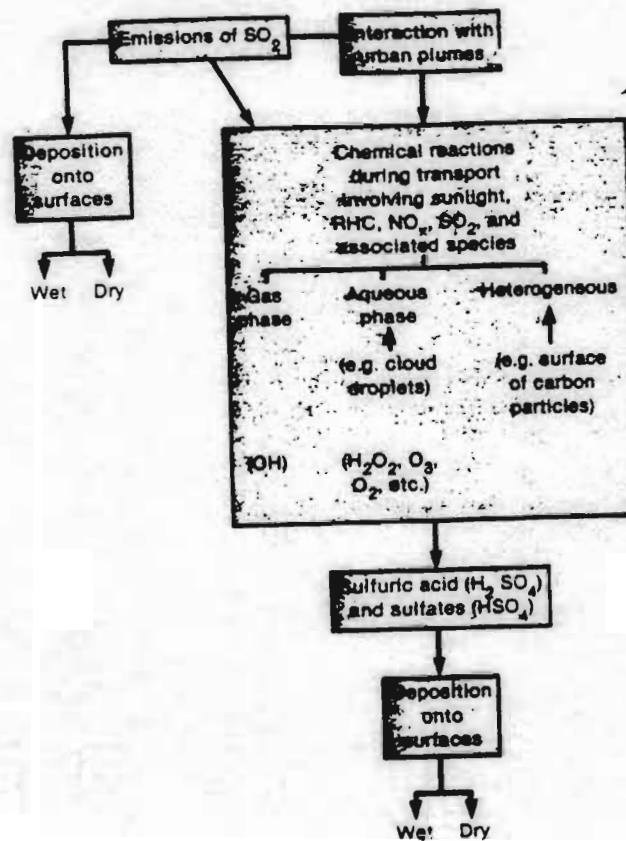 Emissions of SO₂
Interaction with
urban plumes
Deposition
onto
surfaces
Wet Dry
Chemical reactions
during transport
involving sunlight,
RHC, NOₓ, SO₂, and
associated species
Gas
phase
Aqueous
phase
Heterogeneous
(e.g. cloud
droplets)
(e.g. surface
of carbon
particles)
(OH)
(H₂O₂, O₃,
O₂, etc.)
Sulfuric acid (H₂ SO₄)
and sulfates (HSO₄)
Deposition
onto
surfaces
Wet Dry